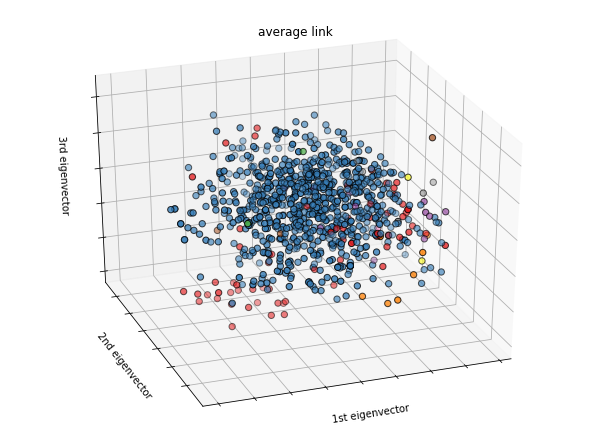 average link
3rd eigenvector
2nd eigenvector
1st eigenvector